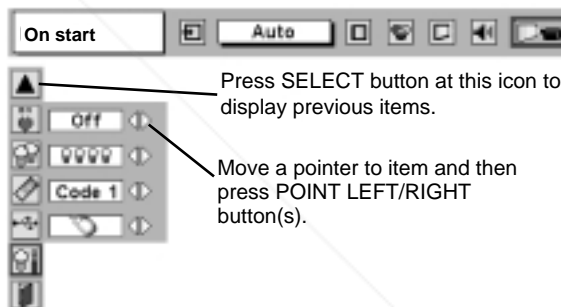 On start
Auto
Press SELECT button at this icon to
display previous items.
Off
Move a pointer to item and then
press POINT LEFT/RIGHT
button(s).
Code 1